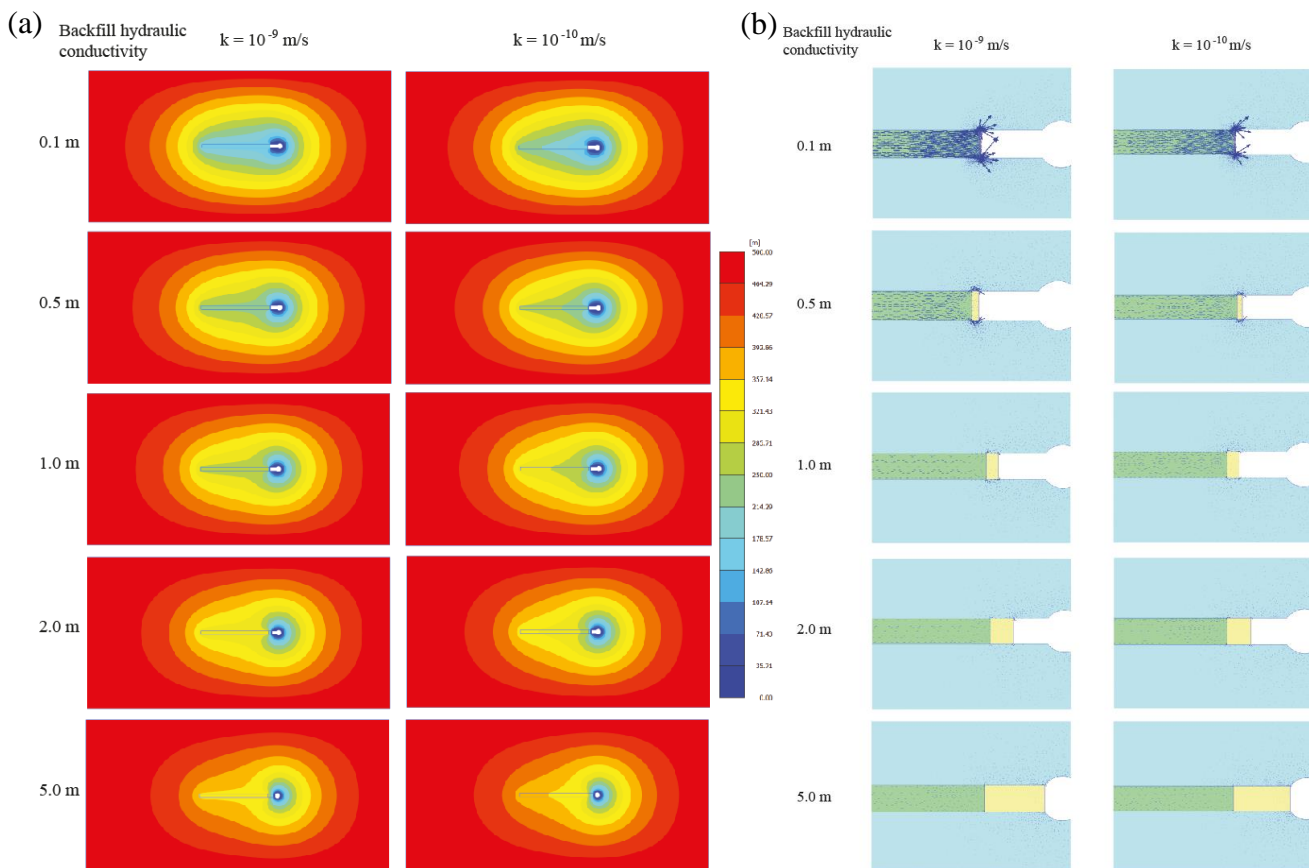 (a)
Backfill hydraulic
conductivity
k = 10⁻⁹ m/s
k = 10⁻¹⁰ m/s
0.1 m
0.5 m
1.0 m
2.0 m
5.0 m
[m]
500.00
464.29
428.57
392.86
357.14
321.43
285.71
250.00
214.29
178.57
142.86
107.14
71.43
35.71
0.00
(b)
Backfill hydraulic
conductivity
k = 10⁻⁹ m/s
k = 10⁻¹⁰ m/s
0.1 m
0.5 m
1.0 m
2.0 m
5.0 m